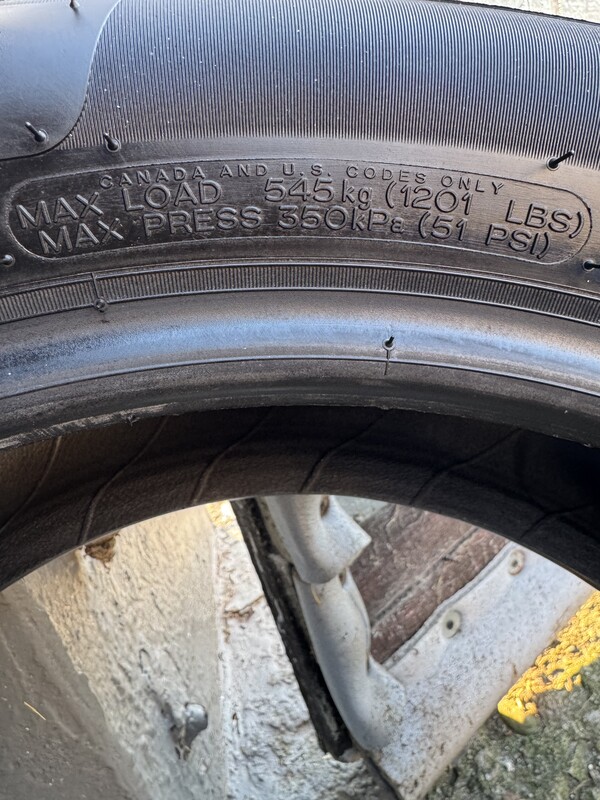 CANADA AND U.S. CODES ONLY
MAX LOAD 545kg (1201 LBS)
MAX PRESS 350kPa (51 PSI)